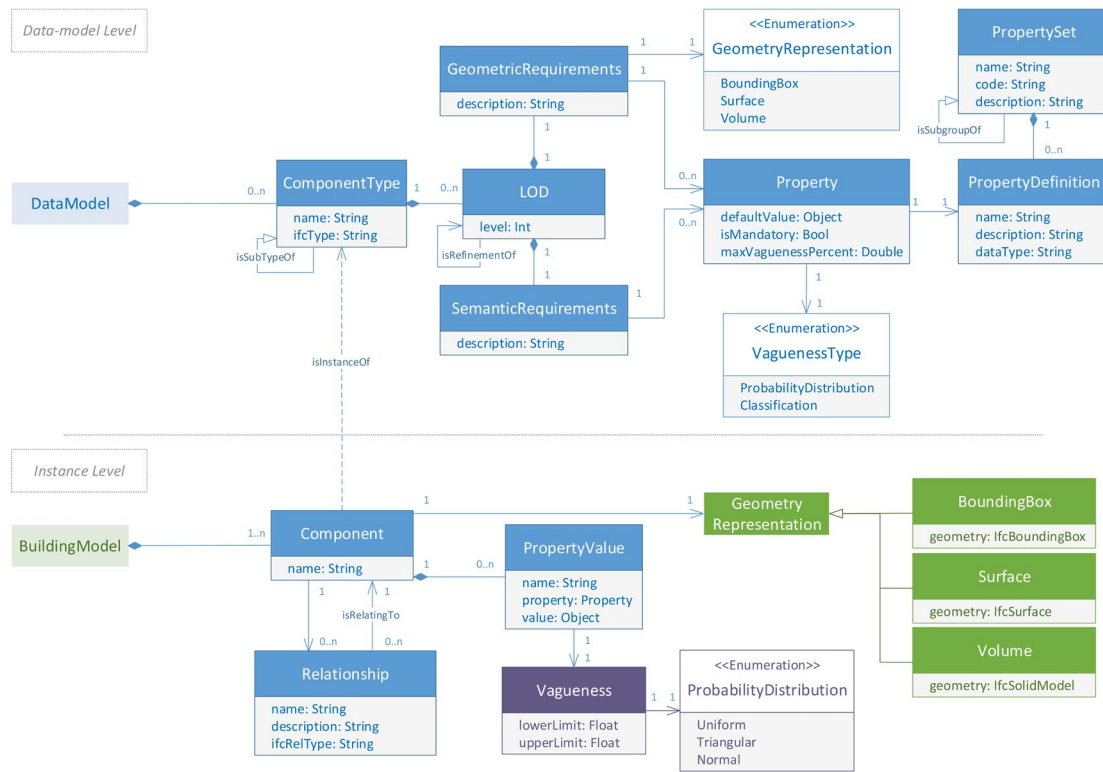 Data-model Level
GeometricRequirements
description: String
1
1
1
<<Enumeration>>
GeometryRepresentation
BoundingBox
Surface
Volume
PropertySet
name: String
code: String
description: String
isSubgroupOf
1
0..n
1
1
DataModel
0..n
ComponentType
name: String
ifcType: String
isSubTypeOf
1
0..n
LOD
level: Int
isRefinementOf
1
1
0..n
0..n
Property
defaultValue: Object
isMandatory: Bool
maxVaguenessPercent: Double
1
1
PropertyDefinition
name: String
description: String
dataType: String
SemanticRequirements
description: String
1
1
1
<<Enumeration>>
VaguenessType
ProbabilityDistribution
Classification
isInstanceOf
Instance Level
BuildingModel
1..n
Component
name: String
1
1
Geometry
Representation
BoundingBox
geometry: IfcBoundingBox
Surface
geometry: IfcSurface
Volume
geometry: IfcSolidModel
1
0..n
PropertyValue
name: String
property: Property
value: Object
1
1
isRelatingTo
0..n
0..n
1
1
Relationship
name: String
description: String
ifcRelType: String
Vagueness
lowerLimit: Float
upperLimit: Float
1
1
<<Enumeration>>
ProbabilityDistribution
Uniform
Triangular
Normal